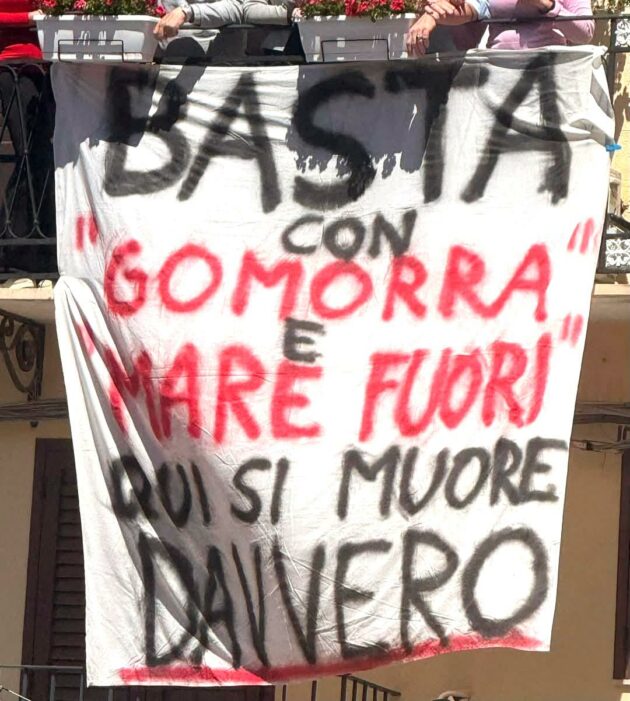 BASTA
CON
"GOMORRA"
E
"MARE FUORI"
QUI SI MUORE
DAVVERO